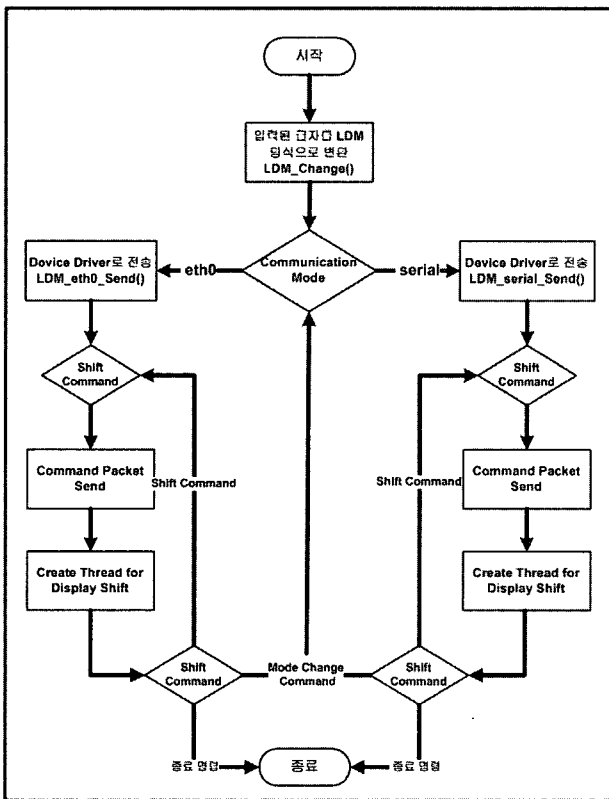 시작
입력된 글자를 LDM
형식으로 변환
LDM_Change()
Communication
Mode
eth0
serial
Device Driver로 전송
LDM_eth0_Send()
Device Driver로 전송
LDM_serial_Send()
Shift
Command
Shift
Command
Command Packet
Send
Shift Command
Shift Command
Command Packet
Send
Create Thread for
Display Shift
Create Thread for
Display Shift
Shift
Command
Mode Change
Command
Shift
Command
종료 명령
종료
종료 명령